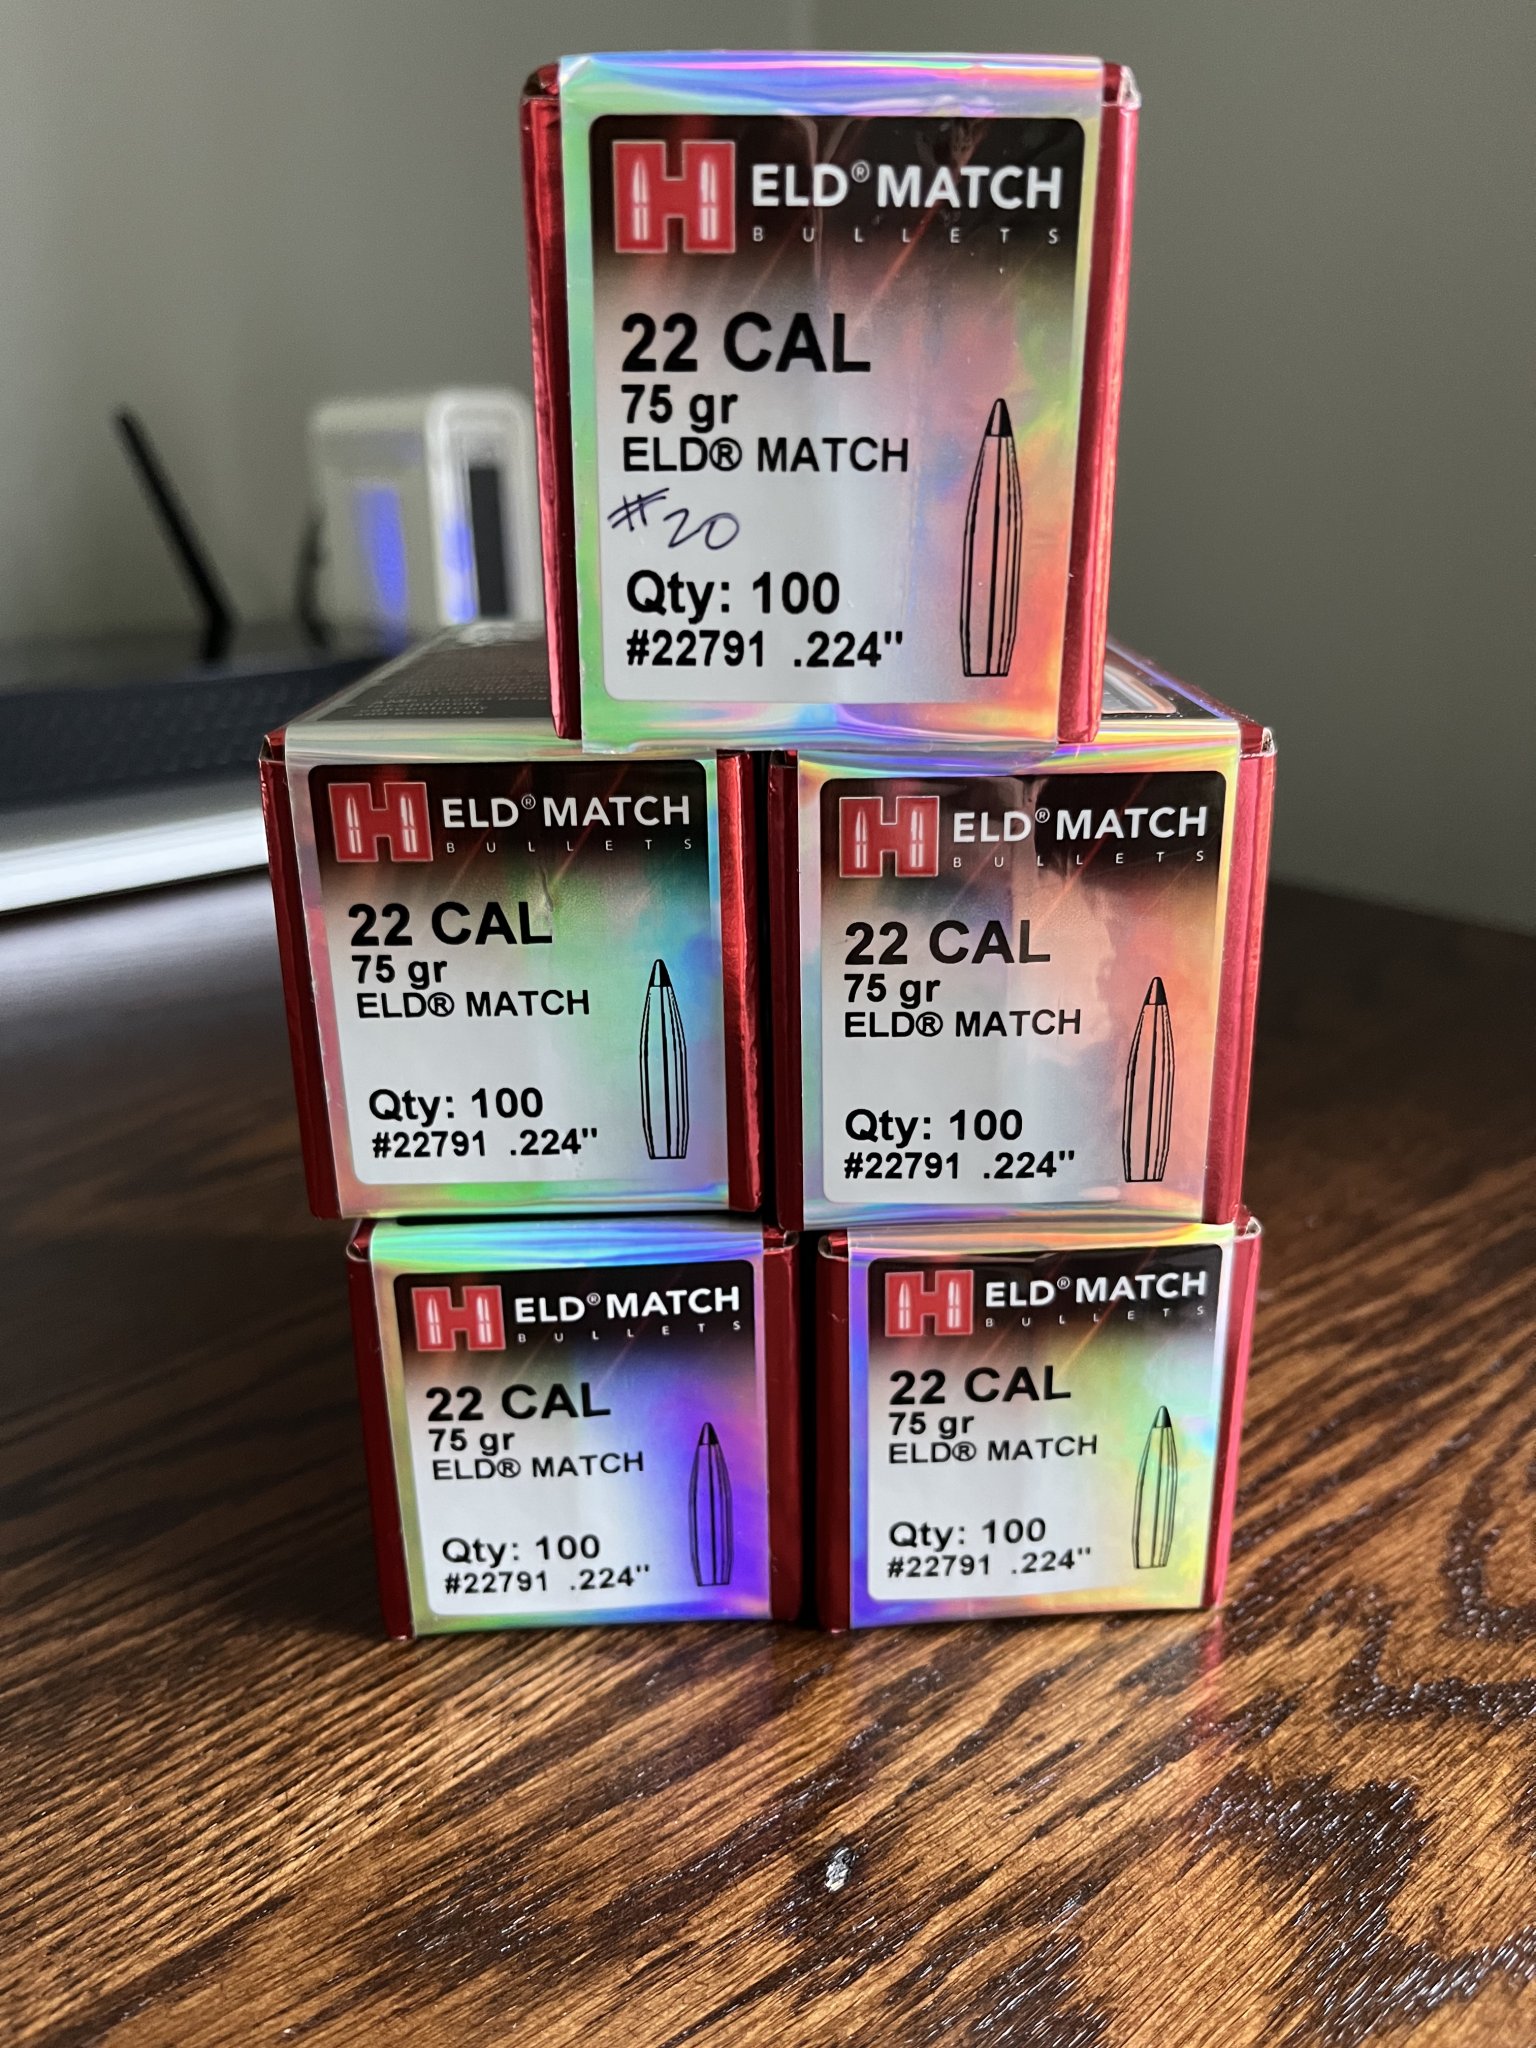 ELD® MATCH
BULLETS
22 CAL
75 gr
ELD® MATCH
#20
Qty: 100
#22791 .224"
ELD® MATCH
BULLETS
22 CAL
75 gr
ELD® MATCH
Qty: 100
#22791 .224"
ELD® MATCH
BULLETS
22 CAL
75 gr
ELD® MATCH
Qty: 100
#22791 .224"
ELD® MATCH
BULLETS
22 CAL
75 gr
ELD® MATCH
Qty: 100
#22791 .224"
ELD® MATCH
BULLETS
22 CAL
75 gr
ELD® MATCH
Qty: 100
#22791 .224"